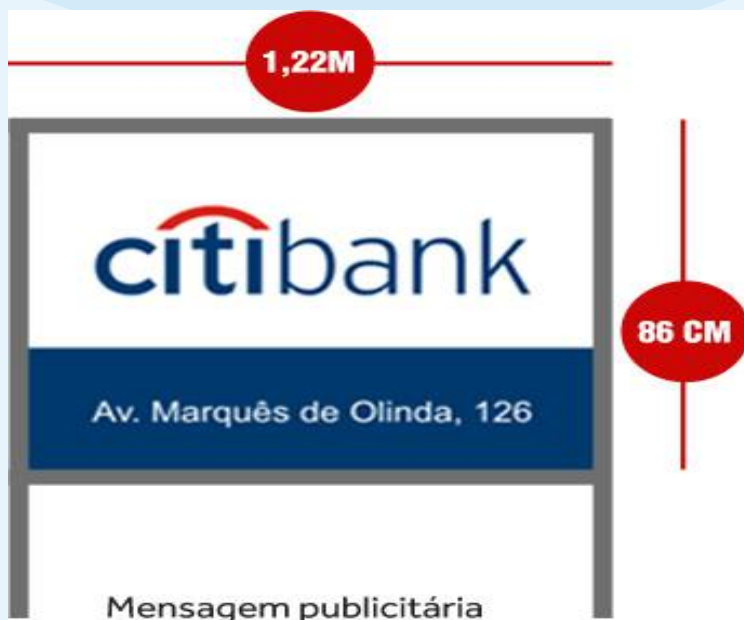 1,22M
citibank
86 CM
Av. Marquês de Olinda, 126
Mensagem publicitária